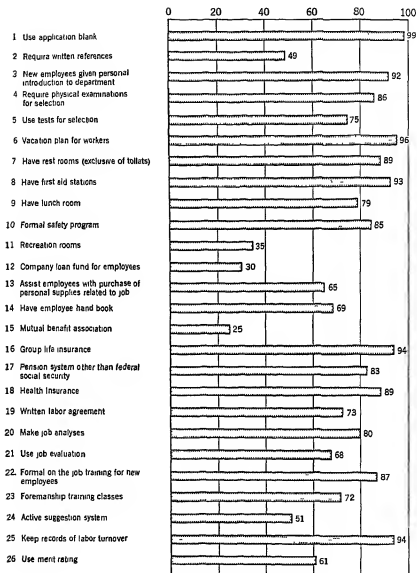 0 20 40 60 80 100
1 Use application blank 99
2 Require written references 49
3 New employees given personal
introduction to department 92
4 Require physical examinations
for selection 86
5 Use tests for selection 75
6 Vacation plan for workers 96
7 Have rest rooms (exclusive of toilets) 89
8 Have first aid stations 93
9 Have lunch room 79
10 Formal safety program 85
11 Recreation rooms 35
12 Company loan fund for employees 30
13 Assist employees with purchase of
personal supplies related to job 65
14 Have employee hand book 69
15 Mutual benefit association 25
16 Group life insurance 94
17 Pension system other than federal
social security 83
18 Health Insurance 89
19 Written labor agreement 73
20 Make job analyses 80
21 Use job evaluation 68
22. Formal on the job training for new
employees 87
23 Foremanship training classes 72
24 Active suggestion system 51
25 Keep records of labor turnover 94
26 Use merit rating 61